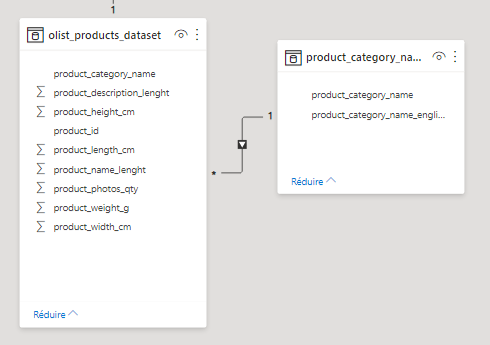 1
olist_products_dataset
product_category_name
product_description_lenght
product_height_cm
product_id
product_length_cm
product_name_lenght
product_photos_qty
product_weight_g
product_width_cm
Réduire
*
1
product_category_na...
product_category_name
product_category_name_engli...
Réduire